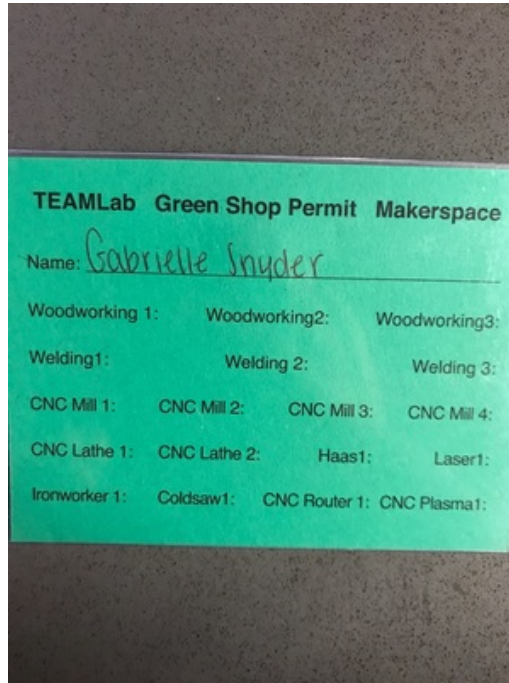 TEAMLab Green Shop Permit Makerspace
Name: Gabrielle Snyder
Woodworking 1: Woodworking2: Woodworking3:
Welding1: Welding 2: Welding 3:
CNC Mill 1: CNC Mill 2: CNC Mill 3: CNC Mill 4:
CNC Lathe 1: CNC Lathe 2: Haas1: Laser1:
Ironworker 1: Coldsaw1: CNC Router 1: CNC Plasma1: